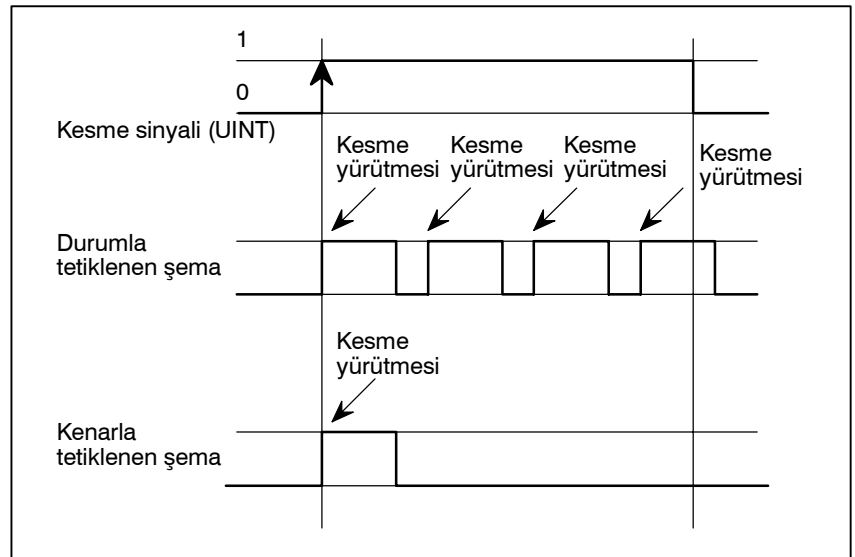 1
0
Kesme sinyali (UINT)
Kesme
yürütmesi
Kesme
yürütmesi
Kesme
yürütmesi
Kesme
yürütmesi
Durumla
tetiklenen şema
Kesme
yürütmesi
Kenarla
tetiklenen şema